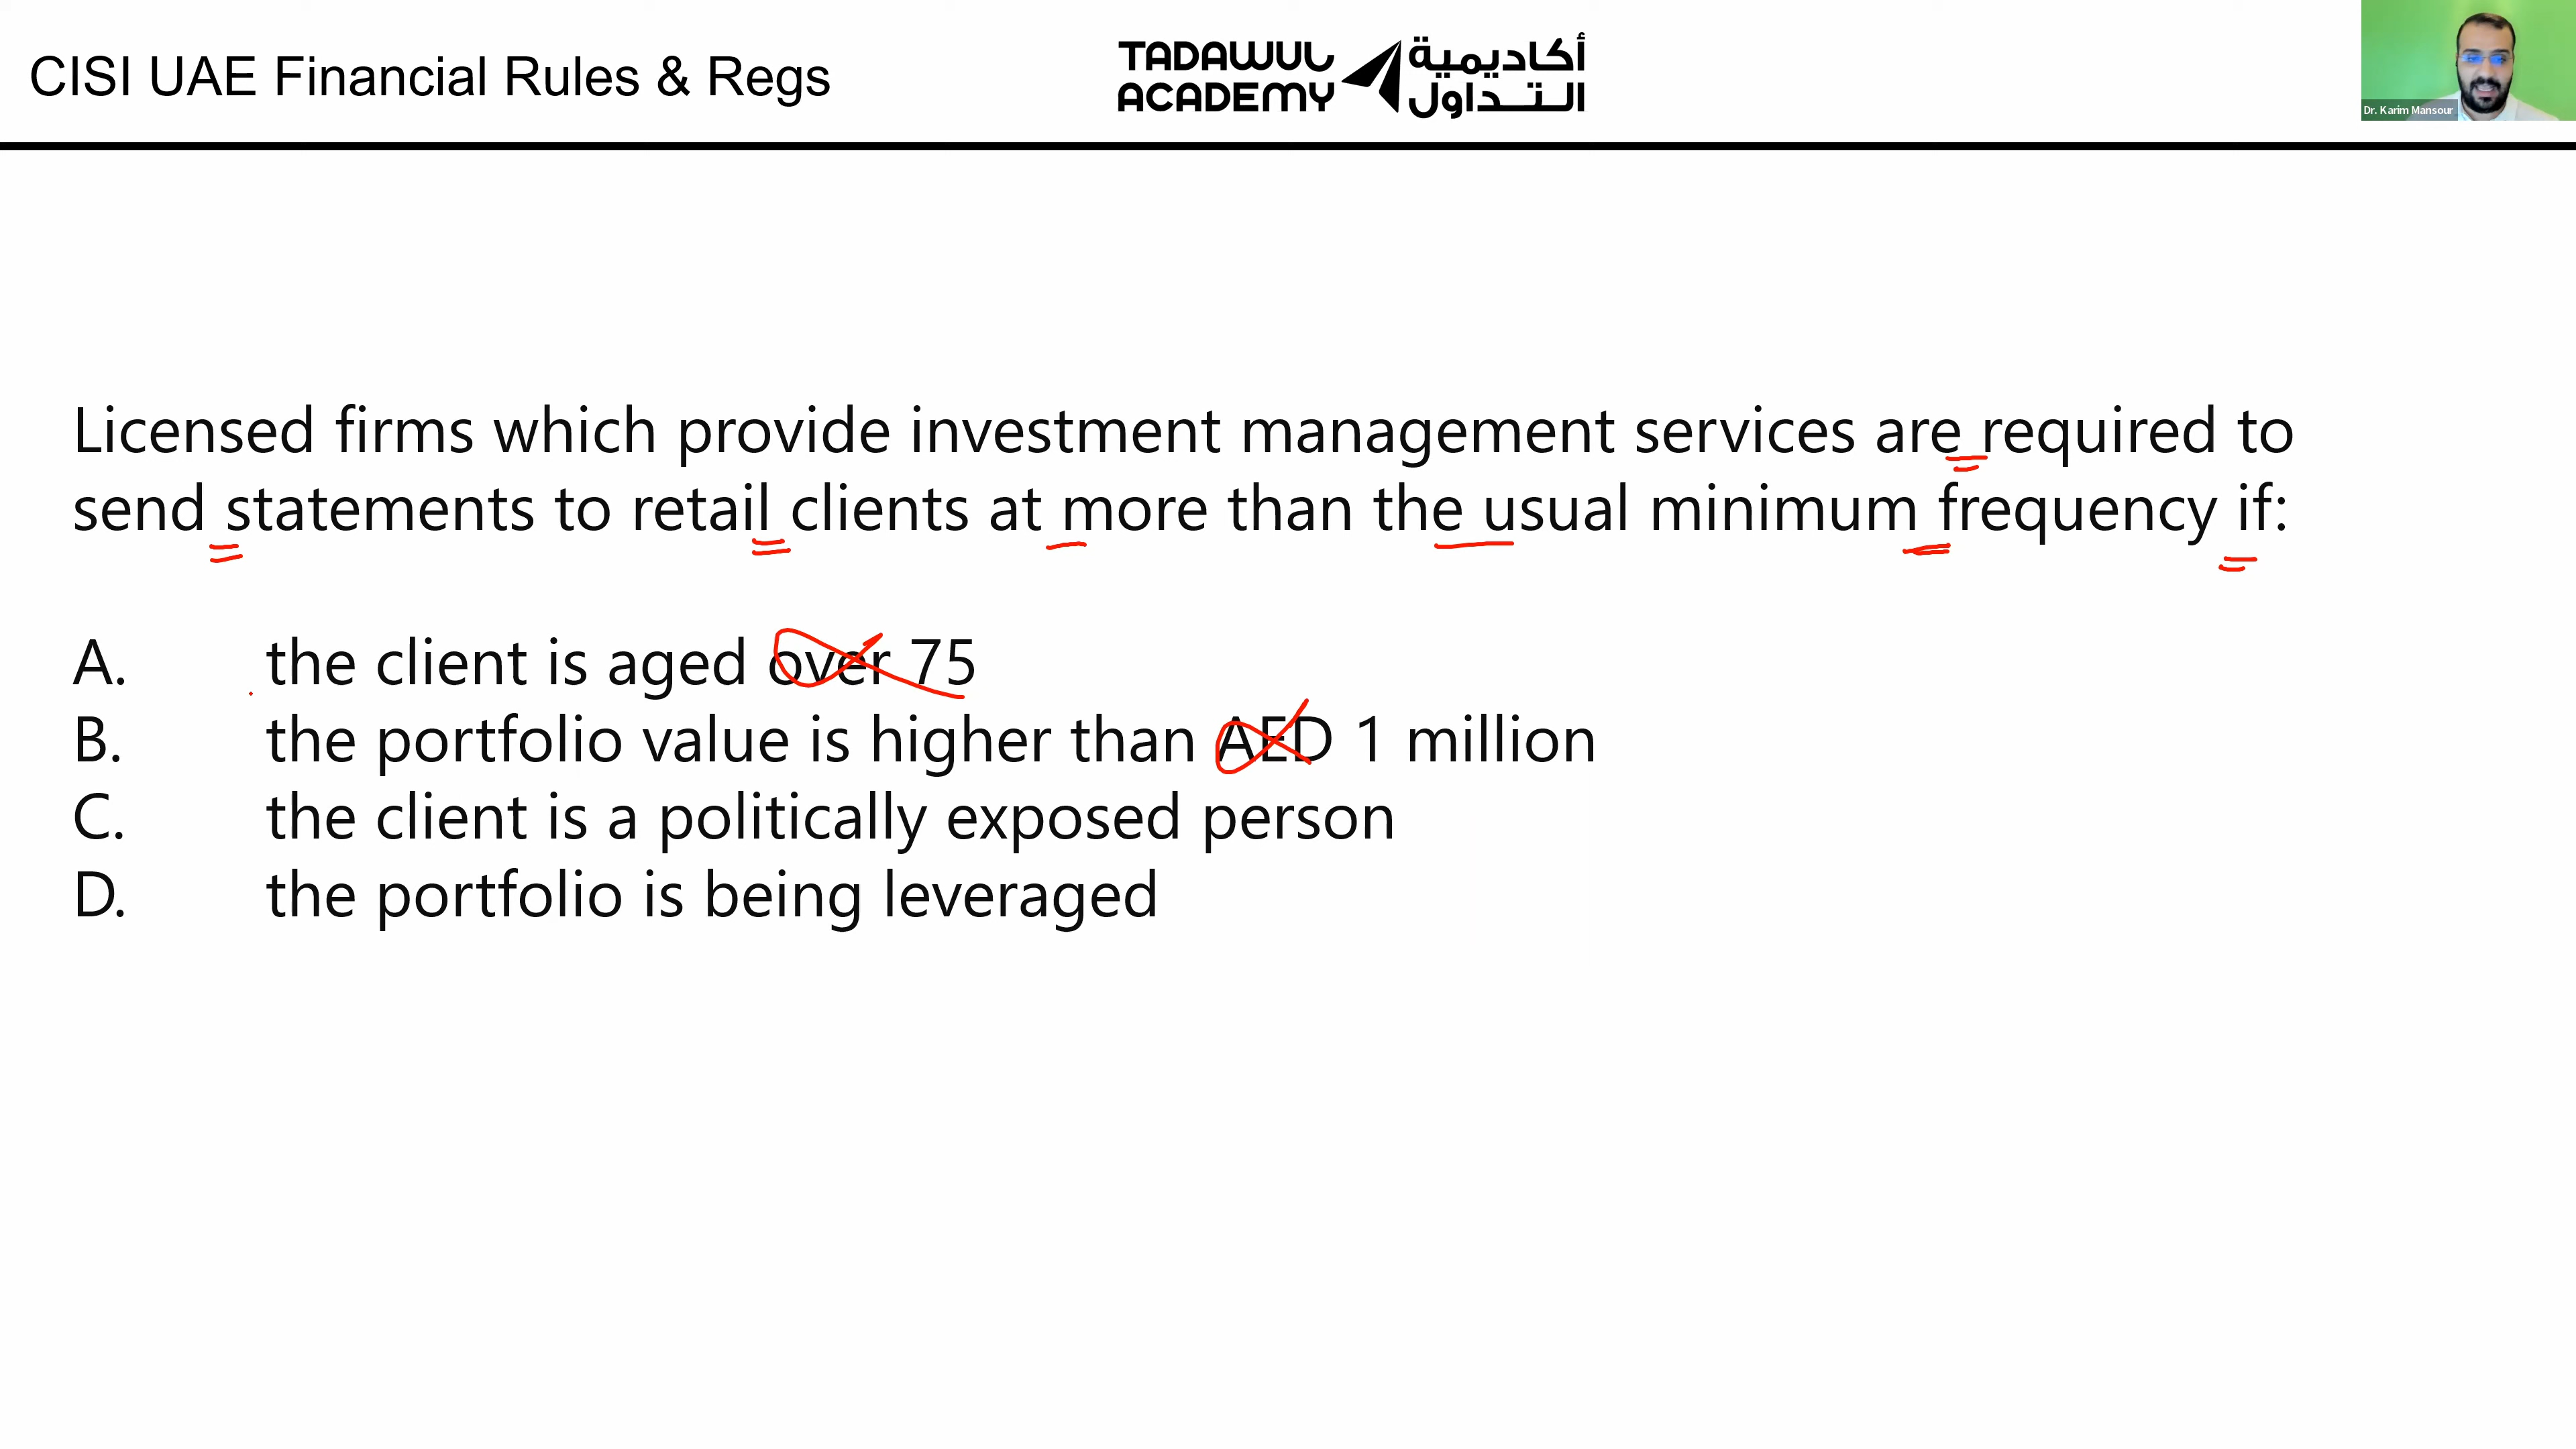 CISI UAE Financial Rules & Regs
TADAWUL أكاديمية
ACADEMY التداول
Dr. Karim Mansour
Licensed firms which provide investment management services are required to
send statements to retail clients at more than the usual minimum frequency if:
A. the client is aged over 75
B. the portfolio value is higher than AED 1 million
C. the client is a politically exposed person
D. the portfolio is being leveraged